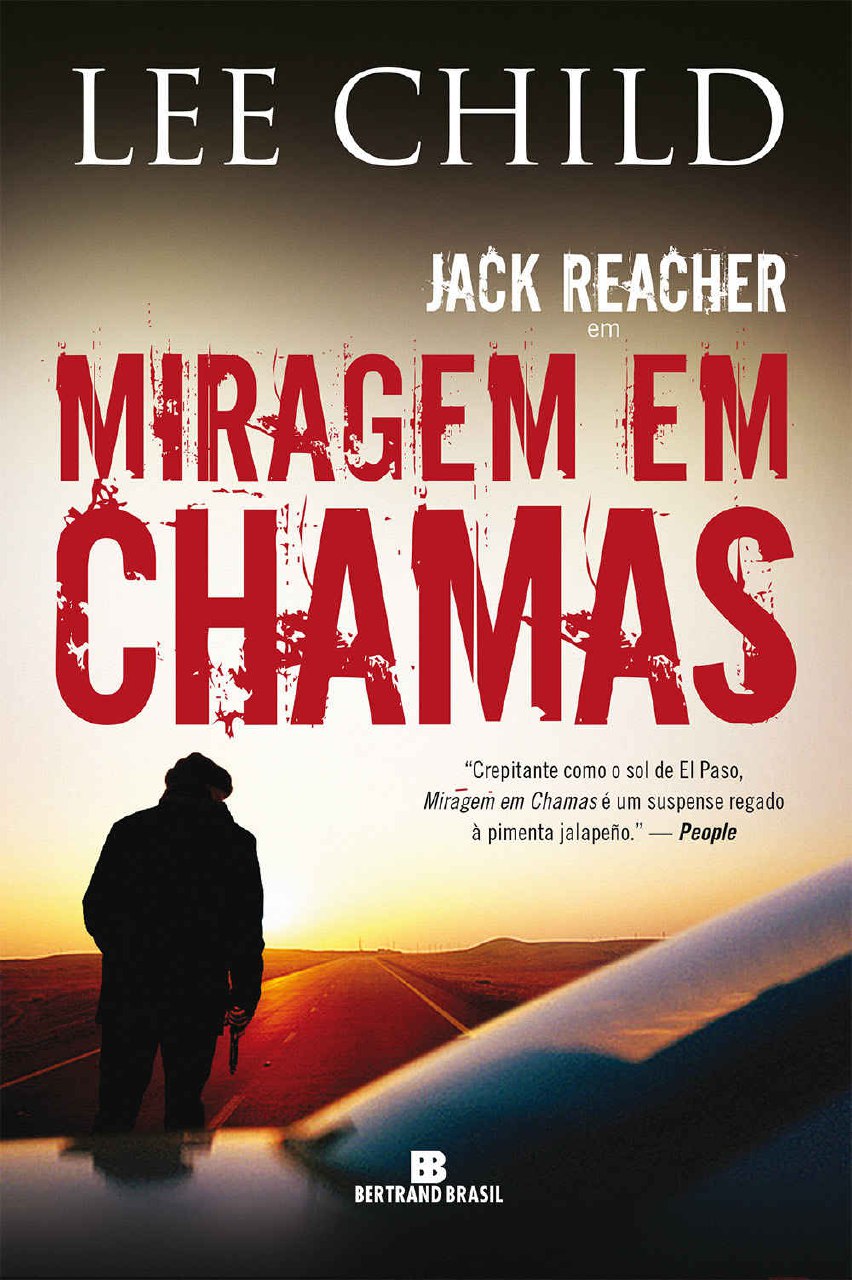 LEE CHILD
JACK REACHER
em
MIRAGEM EM
CHAMAS
“Crepitante como o sol de El Paso,
Miragem em Chamas é um suspense regado
à pimenta jalapeño.” — People
BB
BERTRAND BRASIL